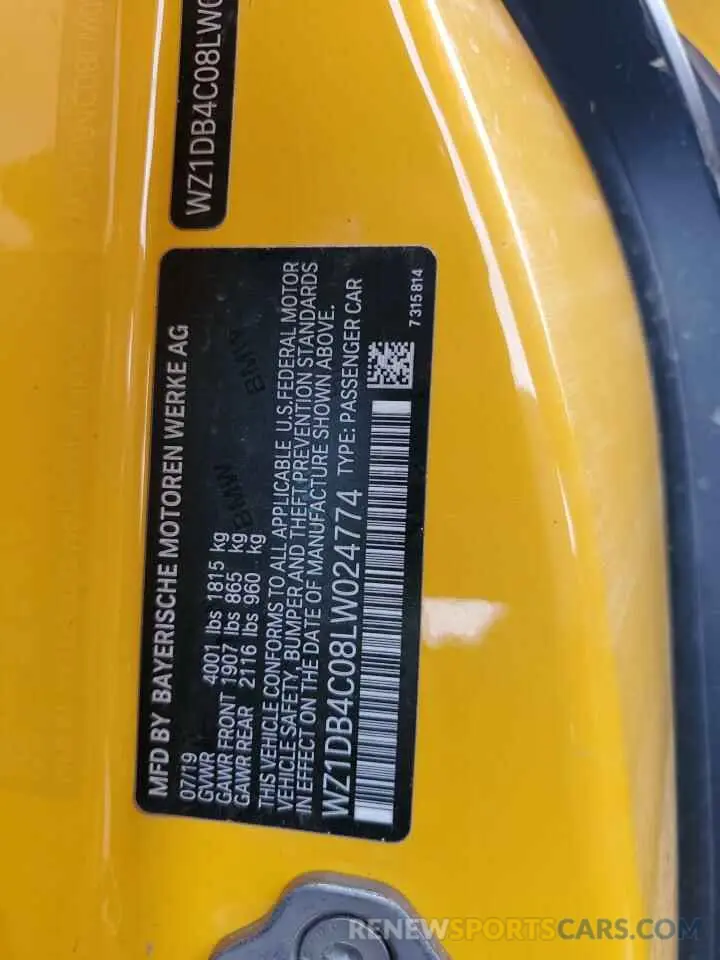 WZ1DB4C08LW0
MFD BY BAYERISCHE MOTOREN WERKE AG
07/19
GVWR 4001 lbs 1815 kg
GAWR FRONT 1907 lbs 865 kg
GAWR REAR 2116 lbs 960 kg
BMW BMW
THIS VEHICLE CONFORMS TO ALL APPLICABLE U.S. FEDERAL MOTOR
VEHICLE SAFETY, BUMPER AND THEFT PREVENTION STANDARDS
IN EFFECT ON THE DATE OF MANUFACTURE SHOWN ABOVE.
WZ1DB4C08LW024774 TYPE: PASSENGER CAR
7315814
RENEWSPORTSCARS.COM